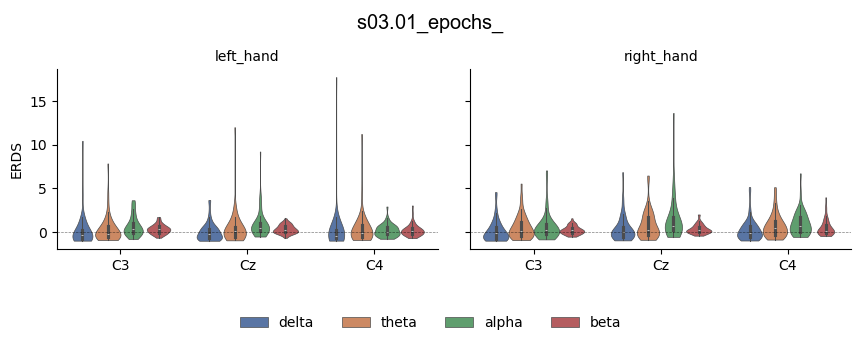 s03.01_epochs_
left_hand
right_hand
ERDS
15
10
5
0
C3
Cz
C4
C3
Cz
C4
delta
theta
alpha
beta